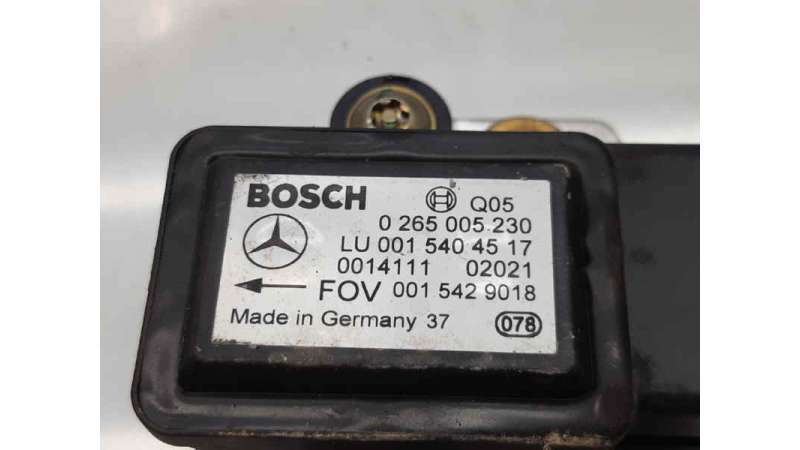 BOSCH Q05
0 265 005 230
LU 001 540 45 17
0014111 02021
FOV 001 542 9018
Made in Germany 37 078